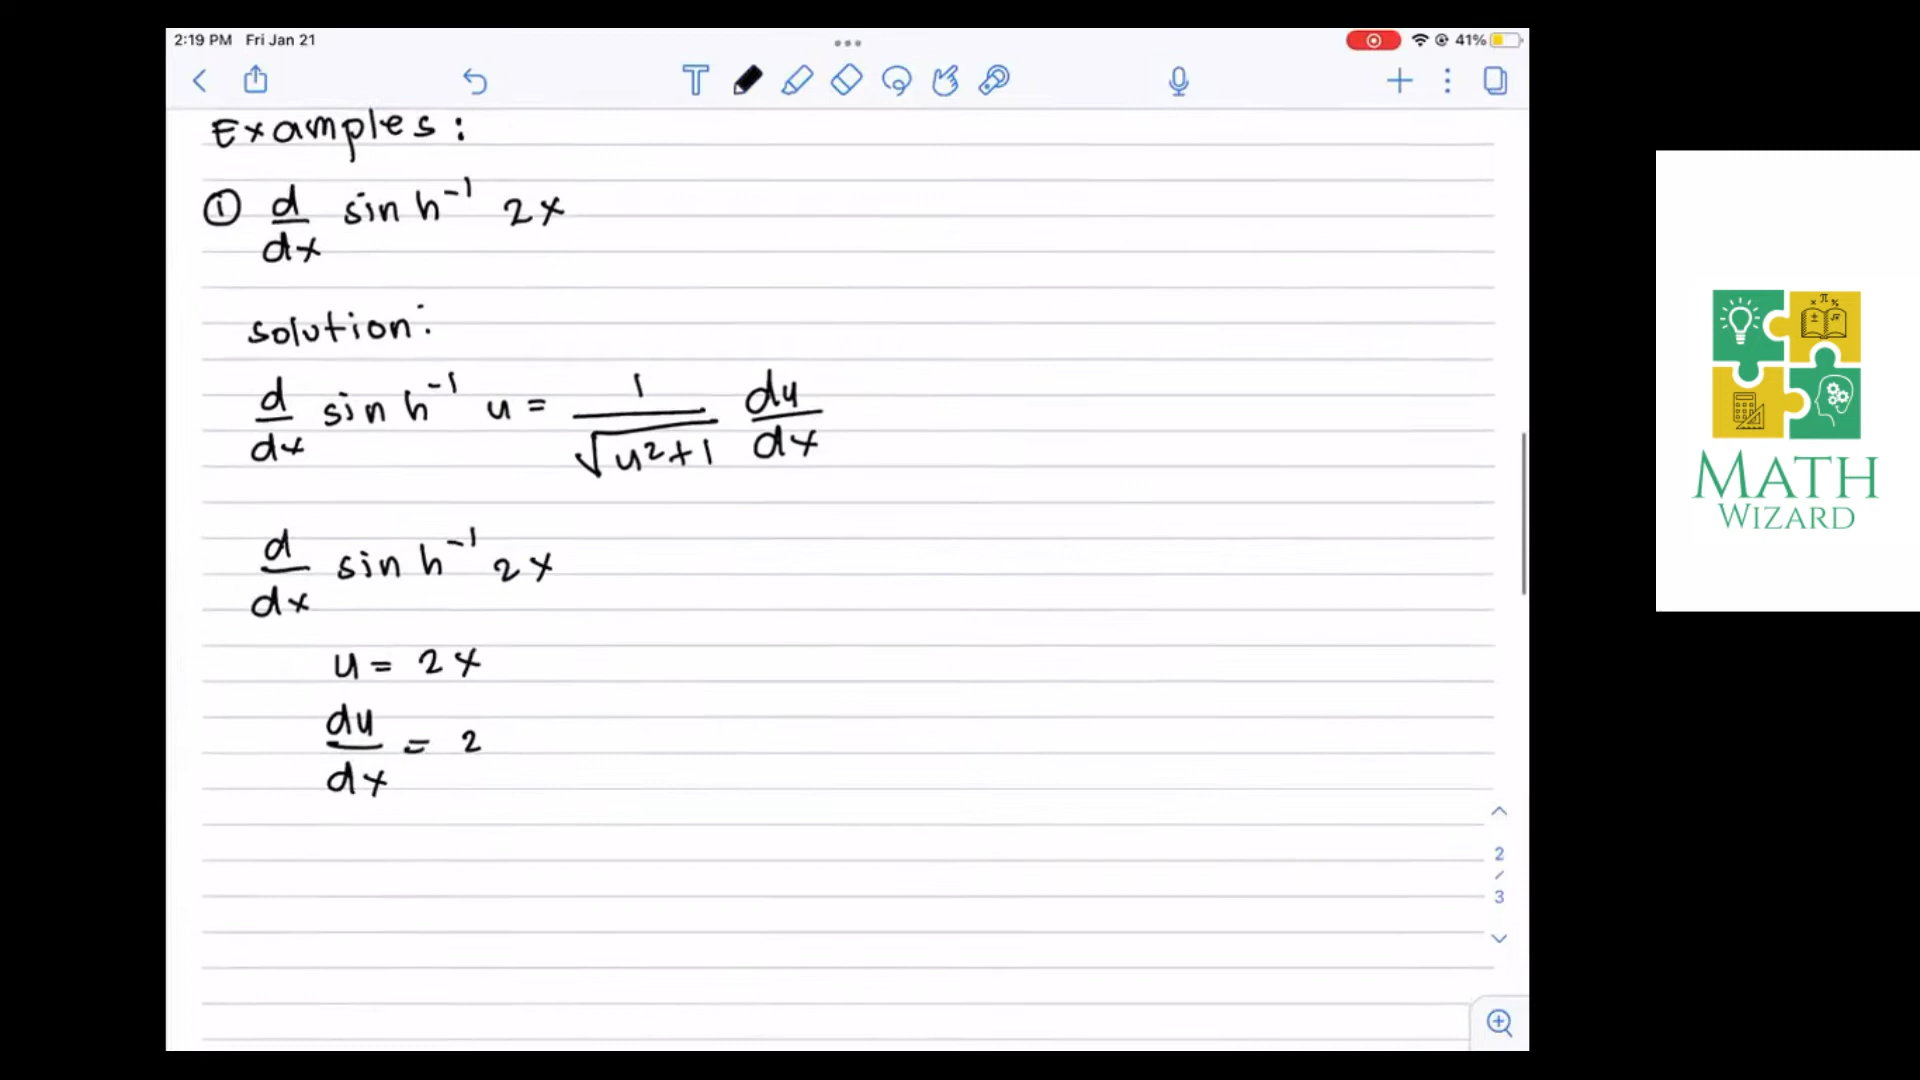 2:19 PM Fri Jan 21
41%
Examples:
① d/dx sinh⁻¹ 2x
solution:
d/dx sinh⁻¹ u = 1/√(u²+1) du/dx
d/dx sinh⁻¹ 2x
u = 2x
du/dx = 2
2
/
3
MATH
WIZARD